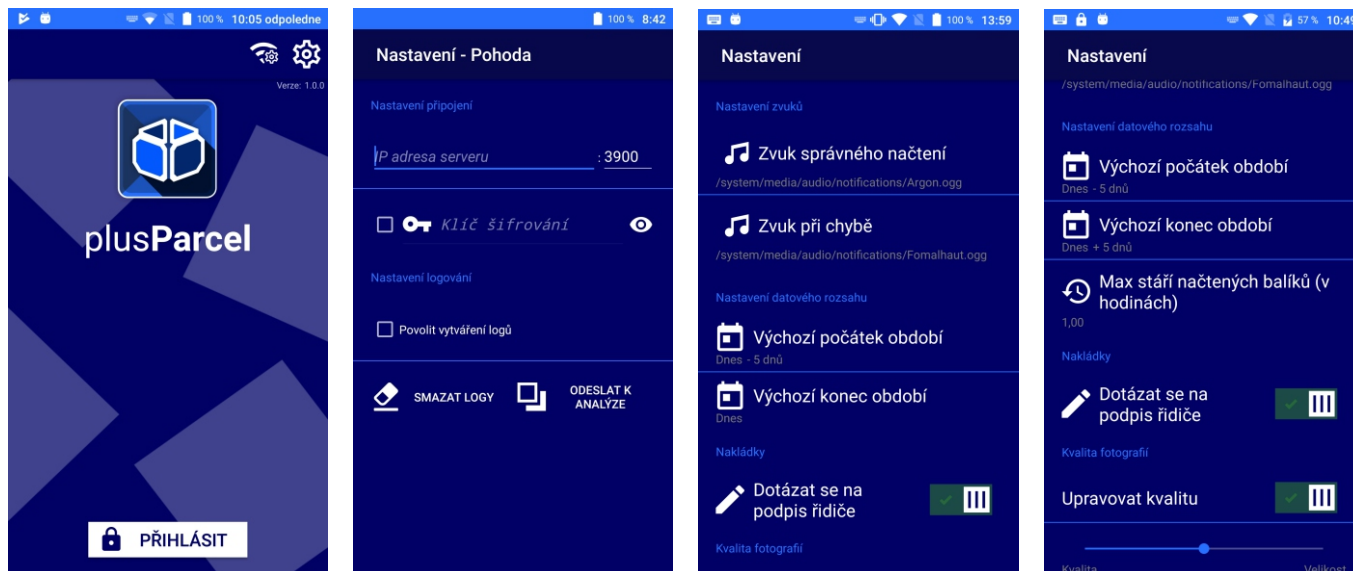 100 % 10:05 odpoledne
Verze: 1.0.0
plusParcel
PŘIHLÁSIT
100 % 8:42
Nastavení - Pohoda
Nastavení připojení
IP adresa serveru : 3900
Klíč šifrování
Nastavení logování
Povolit vytváření logů
SMAZAT LOGY
ODESLAT K
ANALÝZE
100 % 13:59
Nastavení
Nastavení zvuků
Zvuk správného načtení
/system/media/audio/notifications/Argon.ogg
Zvuk při chybě
/system/media/audio/notifications/Fomalhaut.ogg
Nastavení datového rozsahu
Výchozí počátek období
Dnes - 5 dnů
Výchozí konec období
Dnes
Nakládky
Dotázat se na
podpis řidiče
Kvalita fotografií
57 % 10:49
Nastavení
/system/media/audio/notifications/Fomalhaut.ogg
Nastavení datového rozsahu
Výchozí počátek období
Dnes - 5 dnů
Výchozí konec období
Dnes + 5 dnů
Max stáří načtených balíků (v
hodinách)
1,00
Nakládky
Dotázat se na
podpis řidiče
Kvalita fotografií
Upravovat kvalitu
Kvalita Velikost